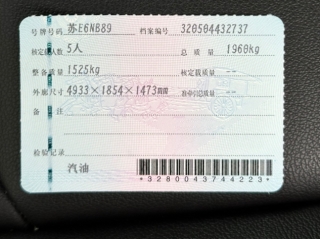 号牌号码 苏E6NB89 档案编号 320504432737
核定载人数 5人 总质量 1960kg
整备质量 1525kg 核定载质量 --
外廓尺寸 4933×1854×1473mm 准牵引总质量 --
备注
检验记录
汽油
*3280043744223*